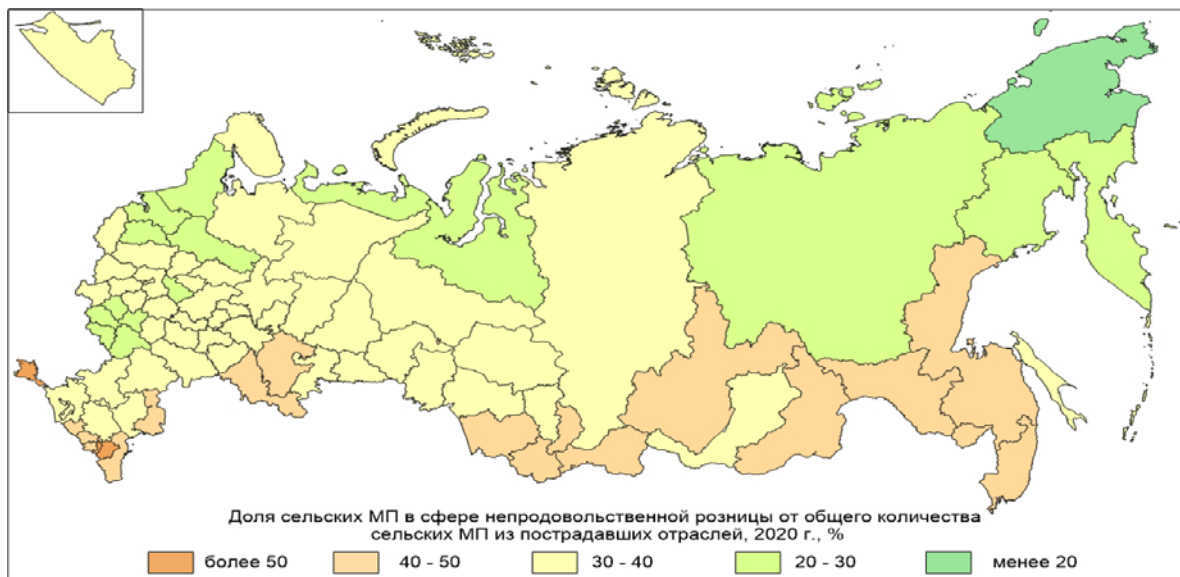 Доля сельских МП в сфере непродовольственной розницы от общего количества
сельских МП из пострадавших отраслей, 2020 г., %
более 50 40 - 50 30 - 40 20 - 30 менее 20